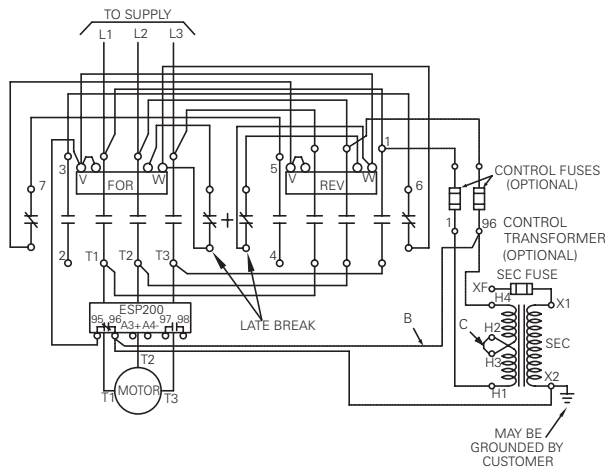 TO SUPPLY
L1 L2 L3
1
7 3 5 6
V FOR W V REV W
CONTROL FUSES
(OPTIONAL)
1 96
CONTROL
TRANSFORMER
(OPTIONAL)
2 T1 T2 T3 + 4
SEC FUSE
XF
H4 X1
ESP200
95 96 A3+ A4- 97 98
LATE BREAK
B C H2
SEC
H3
T2
X2
H1
T1 MOTOR T3
MAY BE
GROUNDED BY
CUSTOMER